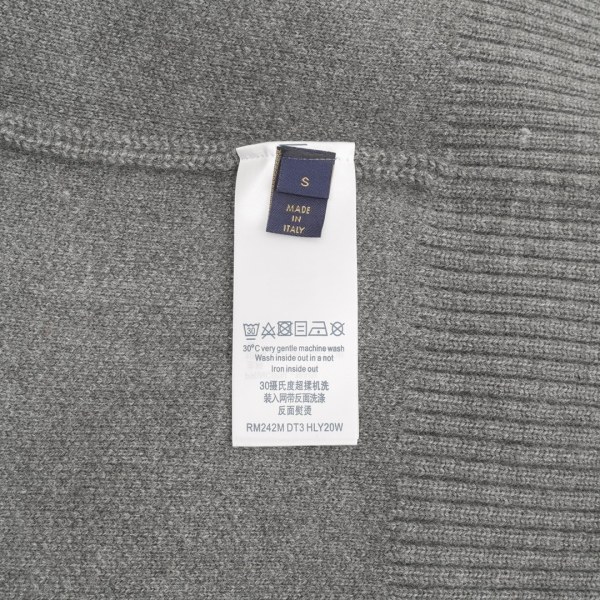 S
MADE
IN
ITALY
30
30°C very gentle machine wash
Wash inside out in a not
Iron inside out
30摄氏度超揉机洗
装入网带反面洗涤
反面熨烫
RM242M DT3 HLY20W